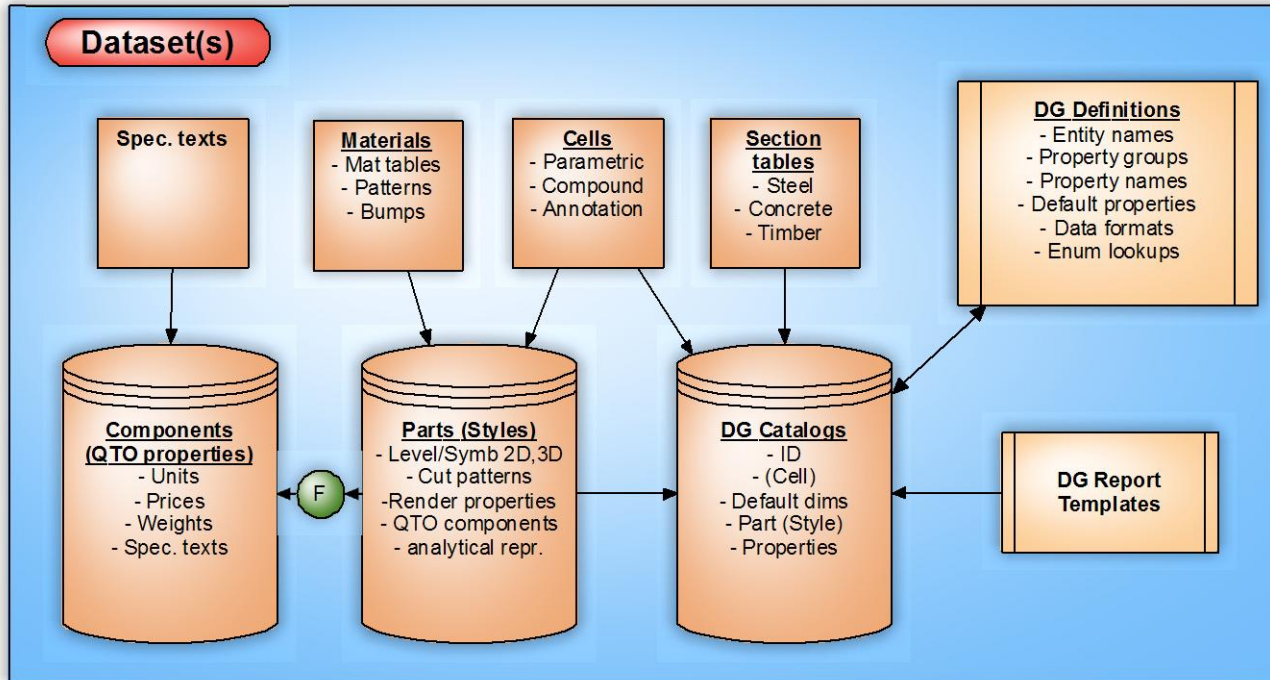 Dataset(s)
Spec. texts
Materials
- Mat tables
- Patterns
- Bumps
Cells
- Parametric
- Compound
- Annotation
Section
tables
- Steel
- Concrete
- Timber
DG Definitions
- Entity names
- Property groups
- Property names
- Default properties
- Data formats
- Enum lookups
Components
(QTO properties)
- Units
- Prices
- Weights
- Spec. texts
F
Parts (Styles)
- Level/Symb 2D,3D
- Cut patterns
- Render properties
- QTO components
- analytical repr.
DG Catalogs
- ID
- (Cell)
- Default dims
- Part (Style)
- Properties
DG Report
Templates